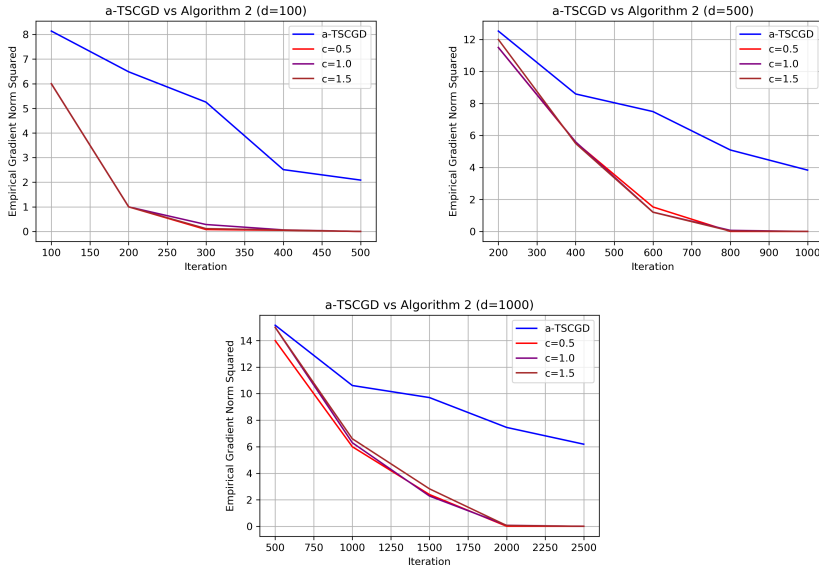 a-TSCGD vs Algorithm 2 (d=100)
Empirical Gradient Norm Squared
8
7
6
5
4
3
2
1
0
100 150 200 250 300 350 400 450 500
Iteration
a-TSCGD
c=0.5
c=1.0
c=1.5
a-TSCGD vs Algorithm 2 (d=500)
Empirical Gradient Norm Squared
12
10
8
6
4
2
0
200 300 400 500 600 700 800 900 1000
Iteration
a-TSCGD
c=0.5
c=1.0
c=1.5
a-TSCGD vs Algorithm 2 (d=1000)
Empirical Gradient Norm Squared
14
12
10
8
6
4
2
0
500 750 1000 1250 1500 1750 2000 2250 2500
Iteration
a-TSCGD
c=0.5
c=1.0
c=1.5